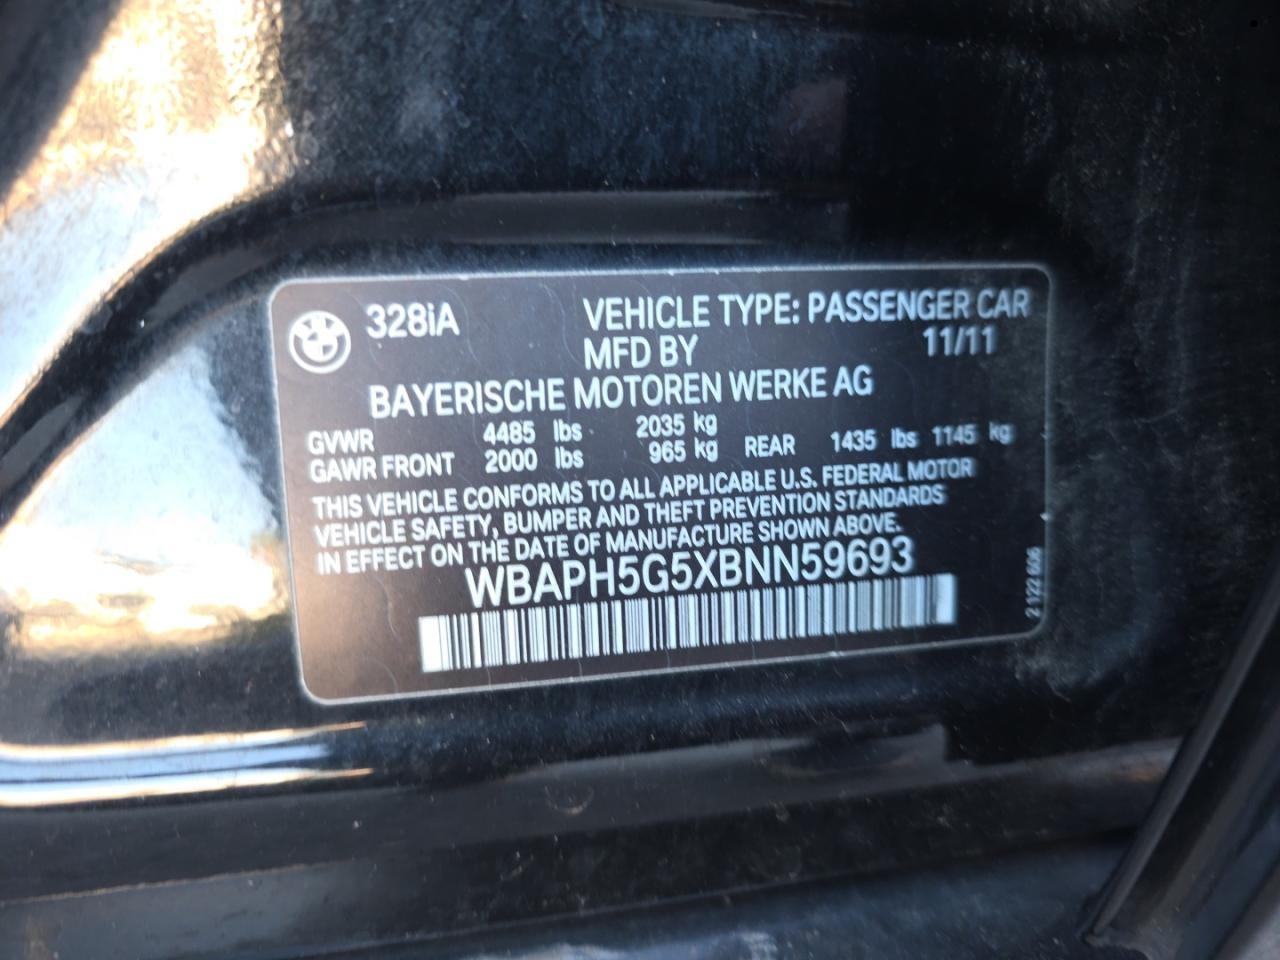 328iA VEHICLE TYPE: PASSENGER CAR
MFD BY 11/11
BAYERISCHE MOTOREN WERKE AG
GVWR 4485 lbs 2035 kg
GAWR FRONT 2000 lbs 965 kg REAR 1435 lbs 1145 kg
THIS VEHICLE CONFORMS TO ALL APPLICABLE U.S. FEDERAL MOTOR
VEHICLE SAFETY, BUMPER AND THEFT PREVENTION STANDARDS
IN EFFECT ON THE DATE OF MANUFACTURE SHOWN ABOVE.
WBAPH5G5XBNN59693
2 122 606